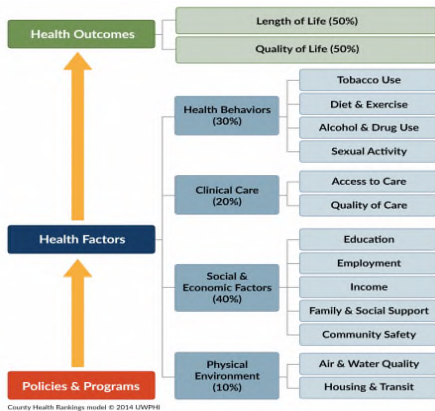 Health Outcomes
Length of Life (50%)
Quality of Life (50%)
Health Factors
Health Behaviors
(30%)
Tobacco Use
Diet & Exercise
Alcohol & Drug Use
Sexual Activity
Clinical Care
(20%)
Access to Care
Quality of Care
Social &
Economic Factors
(40%)
Education
Employment
Income
Family & Social Support
Community Safety
Physical
Environment
(10%)
Air & Water Quality
Housing & Transit
Policies & Programs
County Health Rankings model © 2014 UWPHI